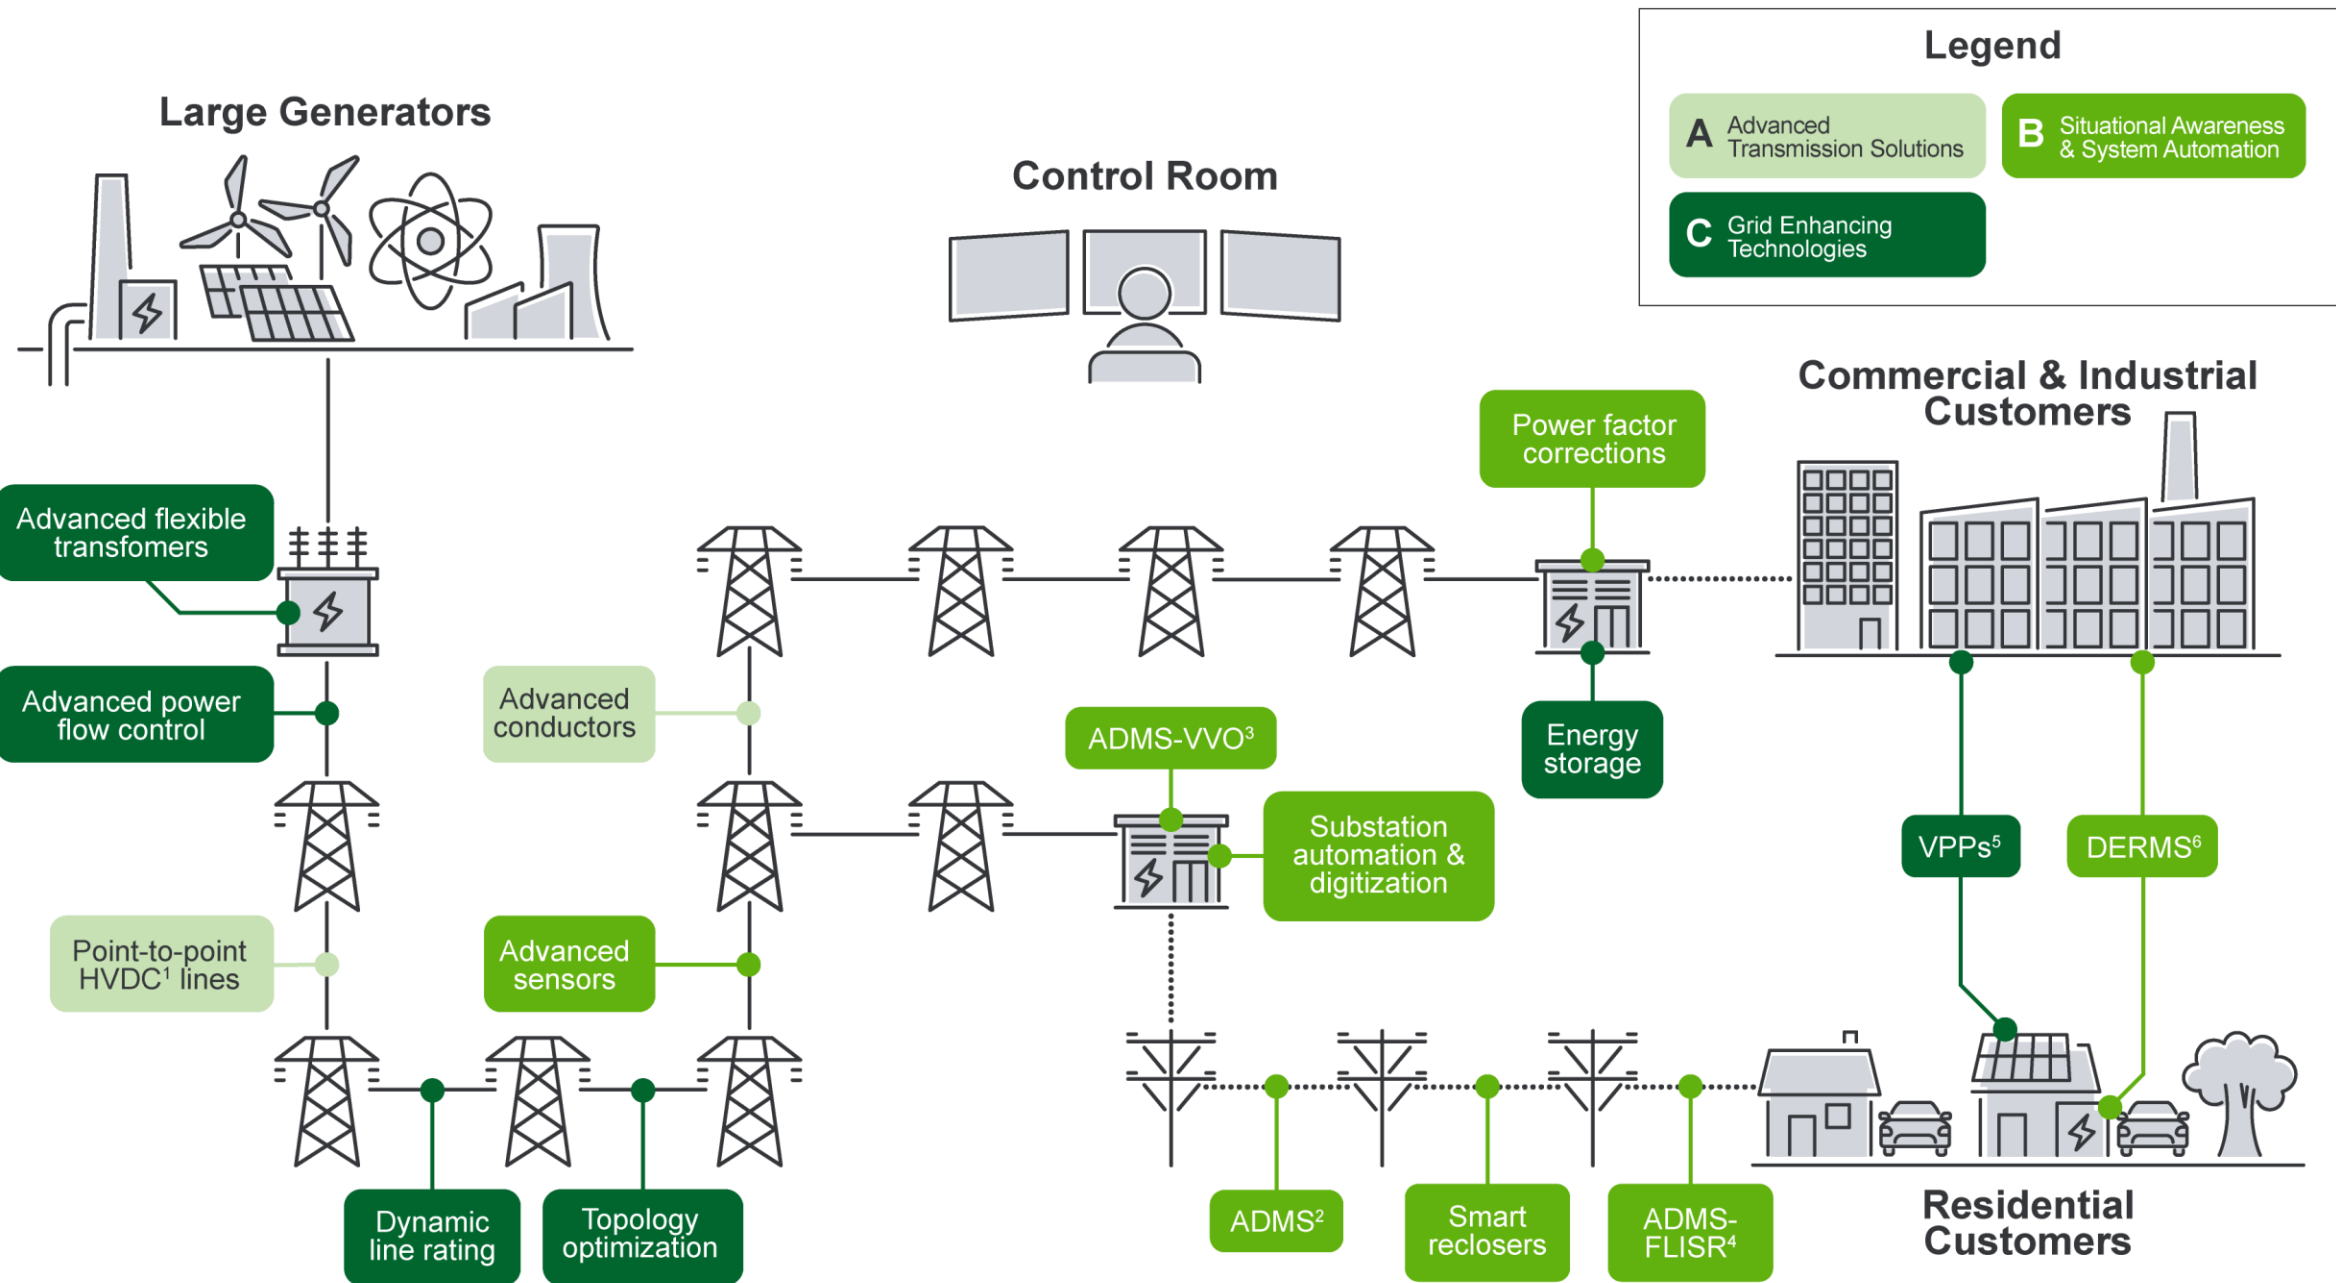 Legend
A Advanced
Transmission Solutions
B Situational Awareness
& System Automation
C Grid Enhancing
Technologies
Large Generators
Control Room
Commercial & Industrial
Customers
Power factor
corrections
Advanced flexible
transfomers
Advanced power
flow control
Advanced
conductors
ADMS-VVO³
Energy
storage
Substation
automation &
digitization
VPPs⁵
DERMS⁶
Point-to-point
HVDC¹ lines
Advanced
sensors
Dynamic
line rating
Topology
optimization
ADMS²
Smart
reclosers
ADMS-
FLISR⁴
Residential
Customers